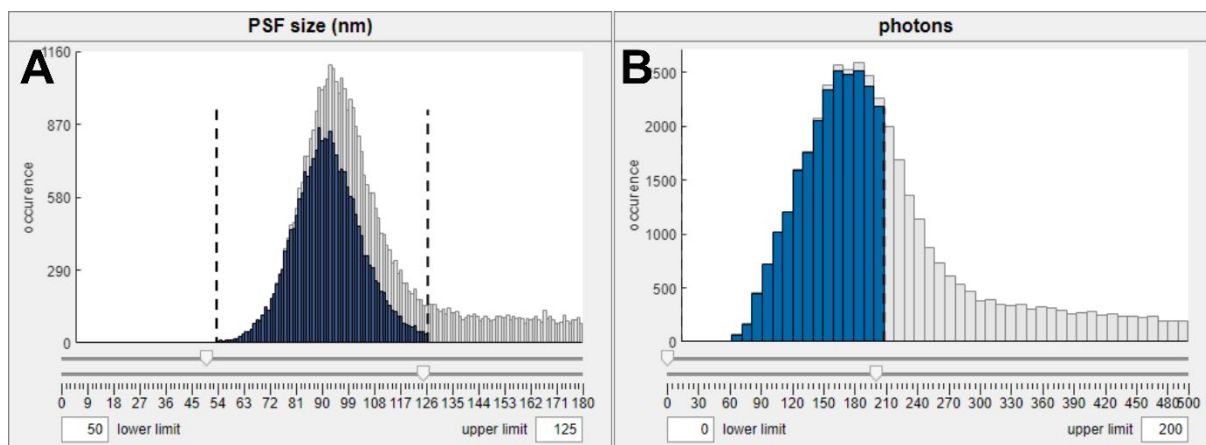 PSF size (nm)
A
1160
870
580
290
0
occurence
0 9 18 27 36 45 54 63 72 81 90 99 108 117 126 135 144 153 162 171 180
50 lower limit upper limit 125
photons
B
2500
2000
1500
1000
500
0
occurence
0 30 60 90 120 150 180 210 240 270 300 330 360 390 420 450 480 500
0 lower limit upper limit 200